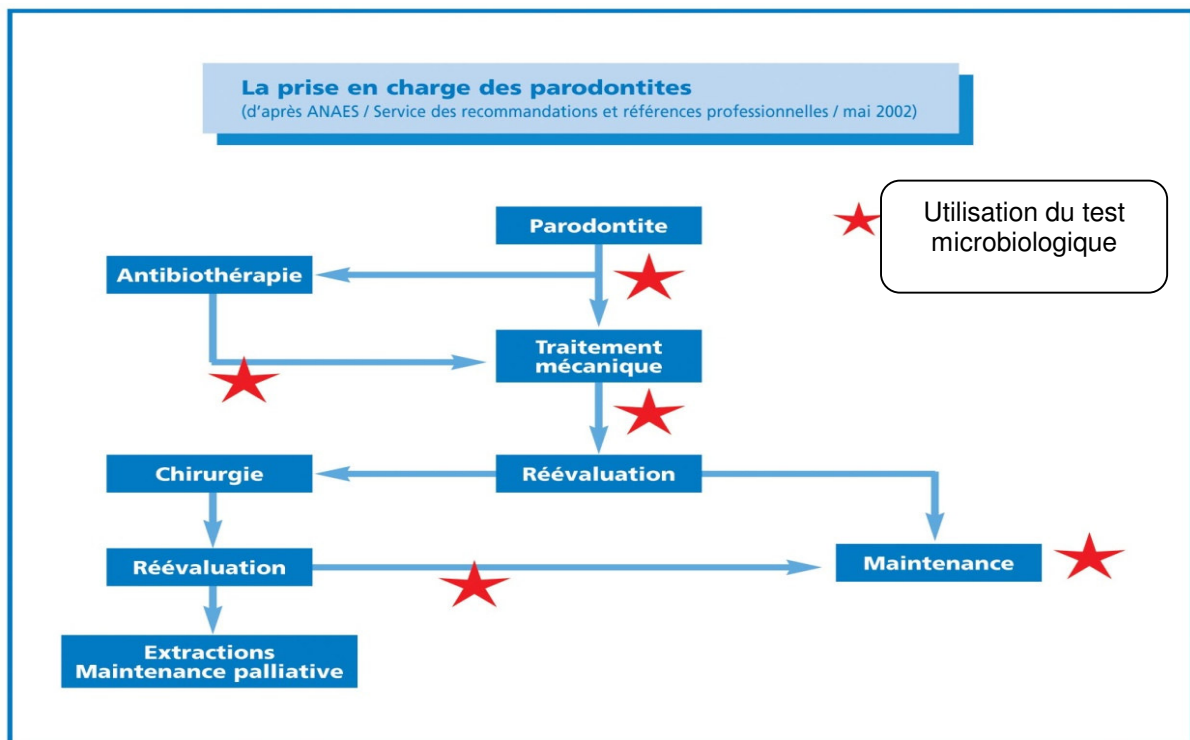 La prise en charge des parodontites
(d'après ANAES / Service des recommandations et références professionnelles / mai 2002)
Utilisation du test
microbiologique
Parodontite
Antibiothérapie
Traitement
mécanique
Chirurgie
Réévaluation
Réévaluation
Maintenance
Extractions
Maintenance palliative